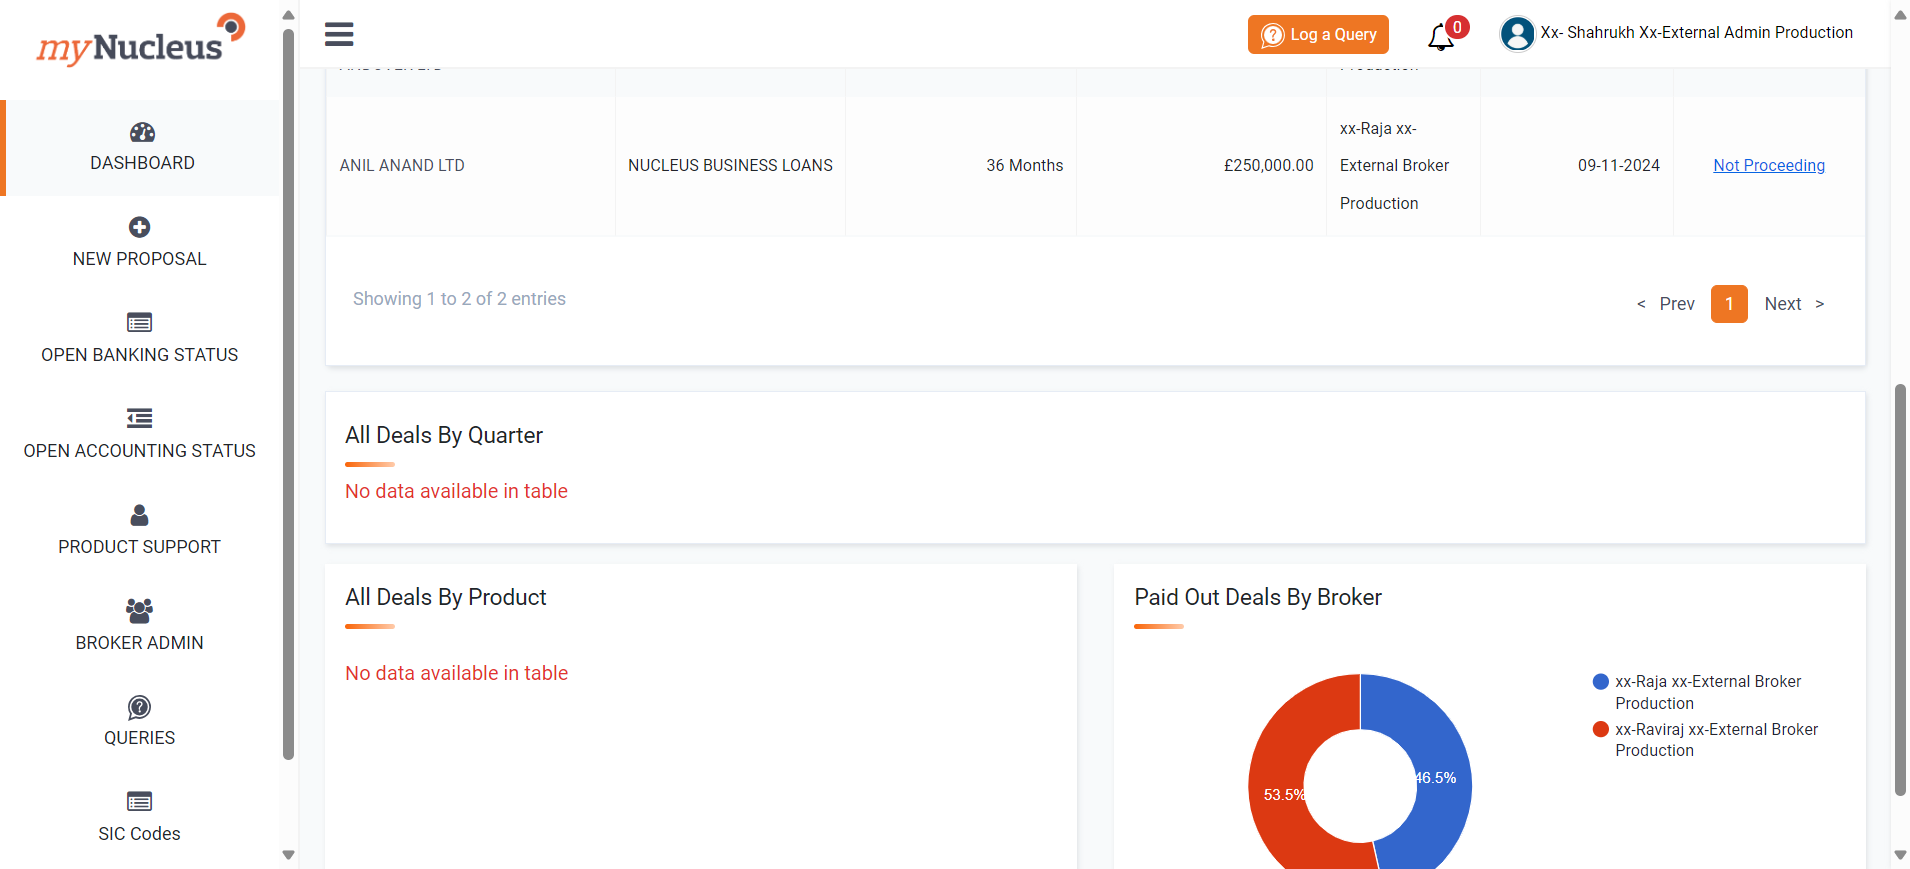 myNucleus
Log a Query
0
Xx- Shahrukh Xx-External Admin Production
DASHBOARD
NEW PROPOSAL
OPEN BANKING STATUS
OPEN ACCOUNTING STATUS
PRODUCT SUPPORT
BROKER ADMIN
QUERIES
SIC Codes
ANIL ANAND LTD
NUCLEUS BUSINESS LOANS
36 Months
£250,000.00
xx-Raja xx-
External Broker
Production
09-11-2024
Not Proceeding
Showing 1 to 2 of 2 entries
< Prev 1 Next >
All Deals By Quarter
No data available in table
All Deals By Product
No data available in table
Paid Out Deals By Broker
46.5%
53.5%
xx-Raja xx-External Broker
Production
xx-Raviraj xx-External Broker
Production